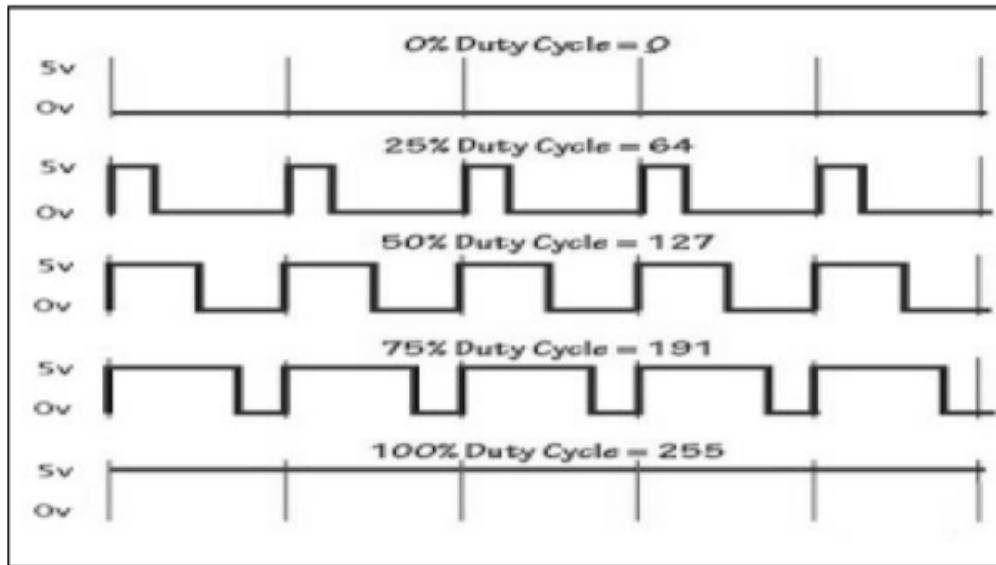 0% Duty Cycle = 0
5v
0v
25% Duty Cycle = 64
5v
0v
50% Duty Cycle = 127
5v
0v
75% Duty Cycle = 191
5v
0v
100% Duty Cycle = 255
5v
0v